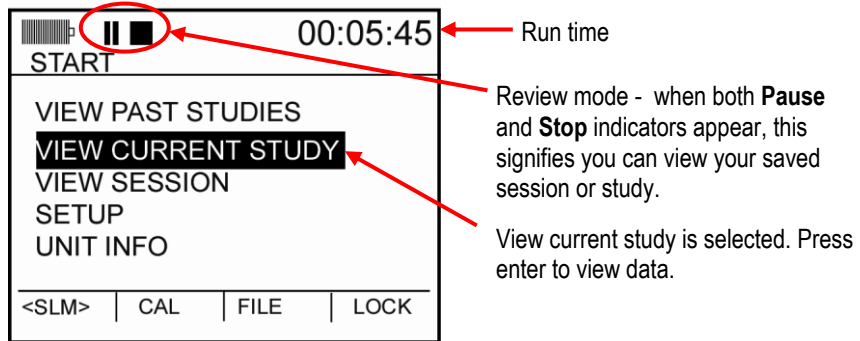 00:05:45
START
VIEW PAST STUDIES
VIEW CURRENT STUDY
VIEW SESSION
SETUP
UNIT INFO
<SLM> CAL FILE LOCK
Run time
Review mode - when both Pause
and Stop indicators appear, this
signifies you can view your saved
session or study.
View current study is selected. Press
enter to view data.